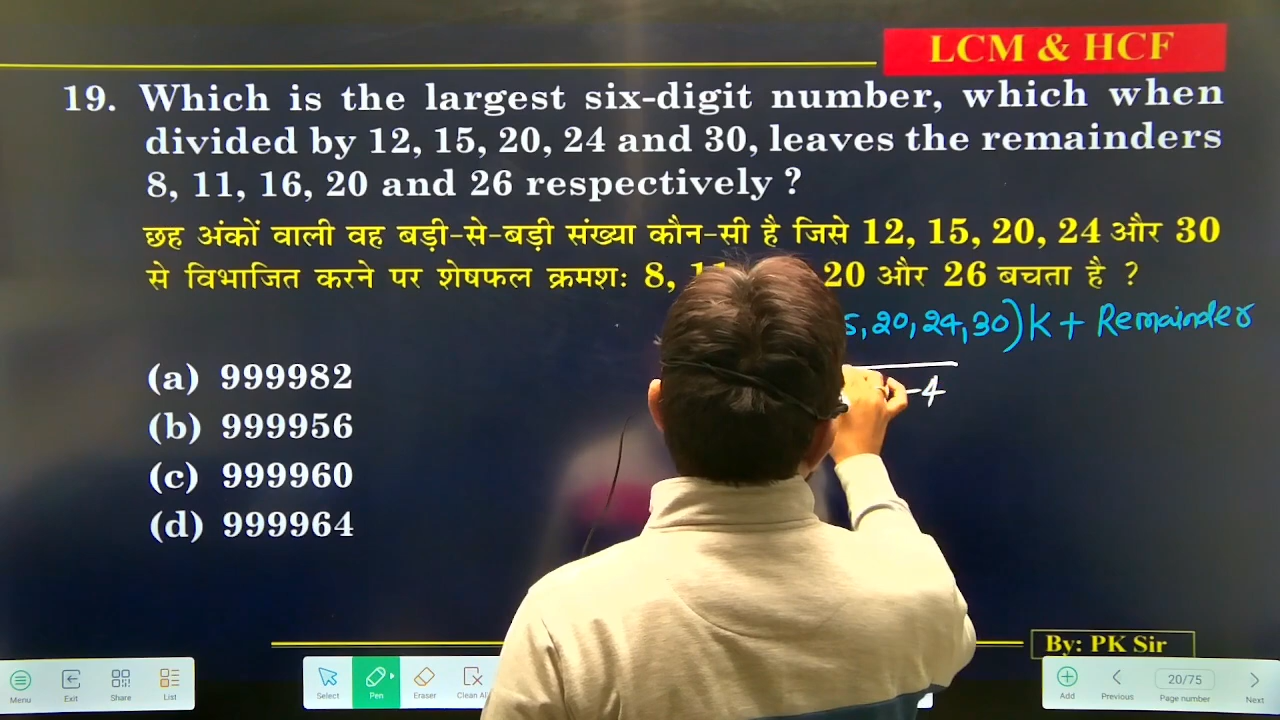 LCM & HCF
19. Which is the largest six-digit number, which when
divided by 12, 15, 20, 24 and 30, leaves the remainders
8, 11, 16, 20 and 26 respectively ?
छह अंकों वाली वह बड़ी-से-बड़ी संख्या कौन-सी है जिसे 12, 15, 20, 24 और 30
से विभाजित करने पर शेषफल क्रमशः 8, 20 और 26 बचता है ?
5, 20, 24, 30)K + Remainder
-4
(a) 999982
(b) 999956
(c) 999960
(d) 999964
By: PK Sir
Menu Exit Share List Select Pen Eraser Clean Add Previous 20/75 Page number Next